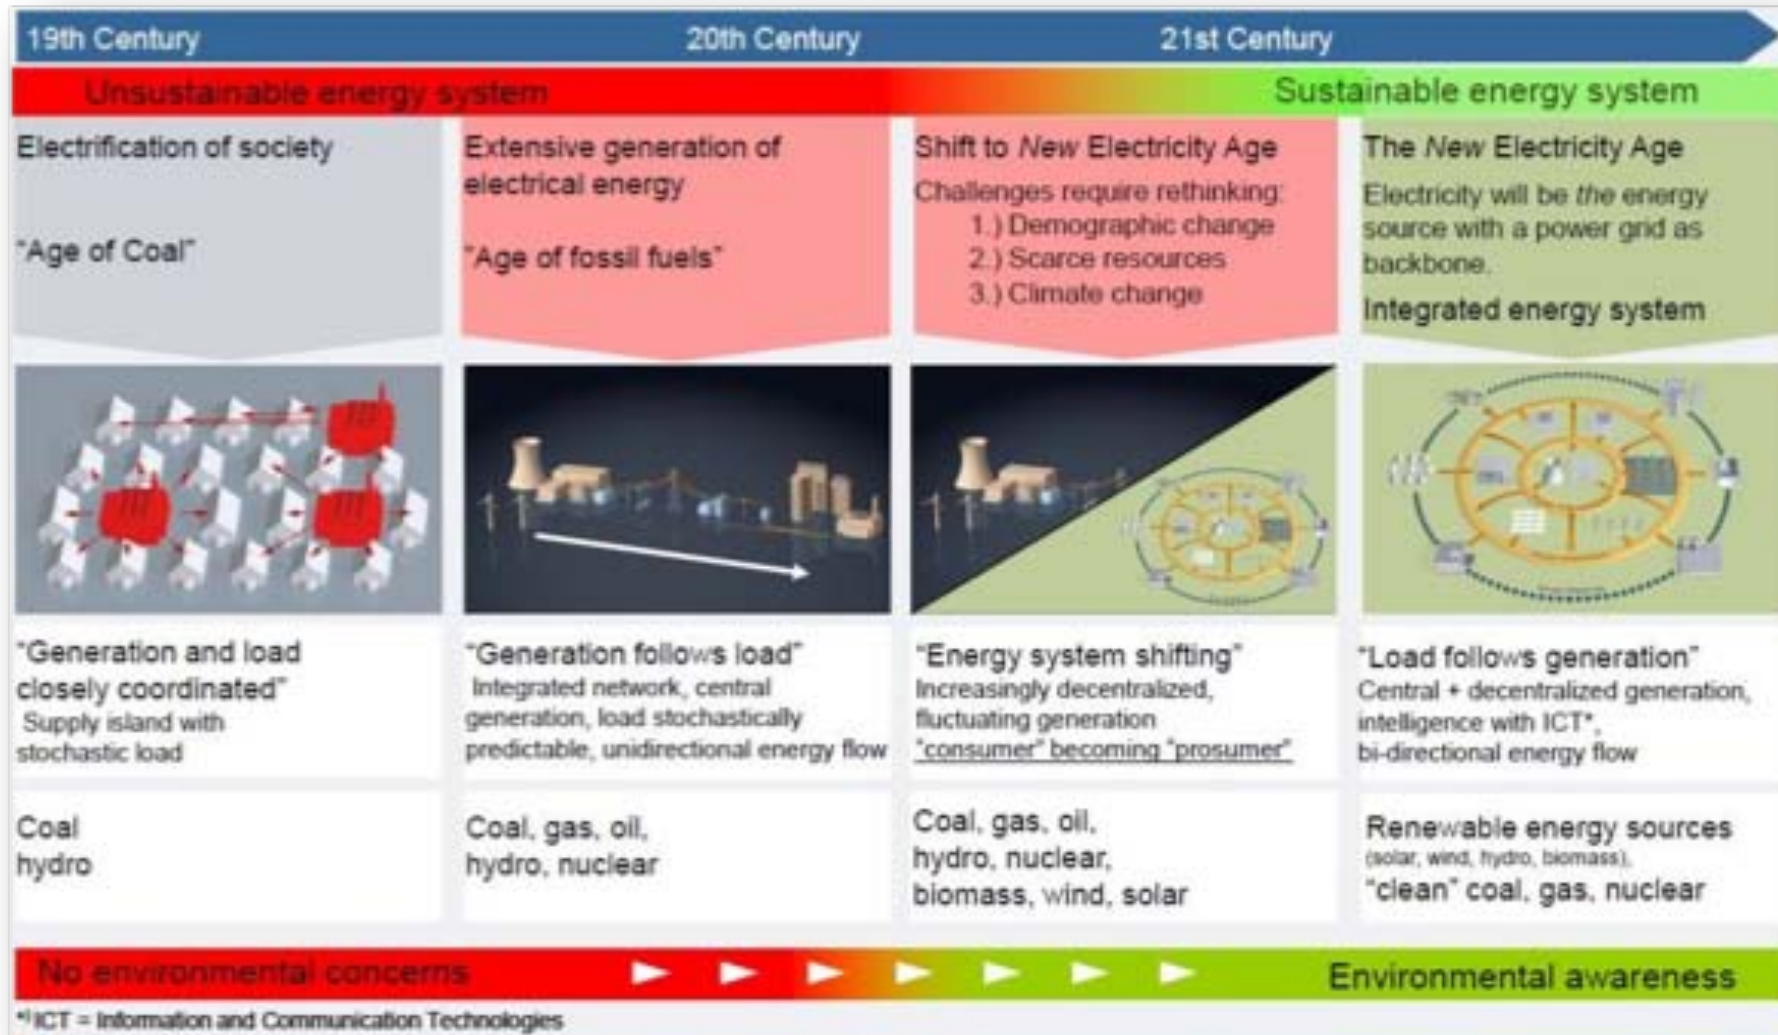 19th Century
20th Century
21st Century
Unsustainable energy system
Sustainable energy system
Electrification of society
"Age of Coal"
Extensive generation of
electrical energy
"Age of fossil fuels"
Shift to New Electricity Age
Challenges require rethinking:
1.) Demographic change
2.) Scarce resources
3.) Climate change
The New Electricity Age
Electricity will be the energy
source with a power grid as
backbone.
Integrated energy system
"Generation and load
closely coordinated"
Supply island with
stochastic load
"Generation follows load"
Integrated network, central
generation, load stochastically
predictable, unidirectional energy flow
"Energy system shifting"
Increasingly decentralized,
fluctuating generation
"consumer" becoming "prosumer"
"Load follows generation"
Central + decentralized generation,
intelligence with ICT*,
bi-directional energy flow
Coal
hydro
Coal, gas, oil,
hydro, nuclear
Coal, gas, oil,
hydro, nuclear,
biomass, wind, solar
Renewable energy sources
(solar, wind, hydro, biomass),
"clean" coal, gas, nuclear
No environmental concerns
Environmental awareness
*) ICT = Information and Communication Technologies